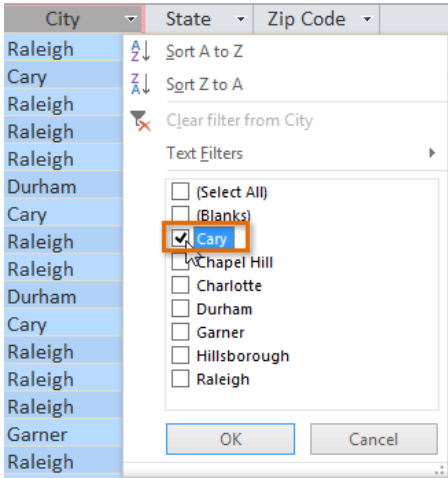 City State Zip Code
Raleigh
Cary
Raleigh
Raleigh
Raleigh
Durham
Cary
Raleigh
Raleigh
Durham
Cary
Raleigh
Raleigh
Raleigh
Garner
Raleigh
Sort A to Z
Sort Z to A
Clear filter from City
Text Filters
(Select All)
(Blanks)
Cary
Chapel Hill
Charlotte
Durham
Garner
Hillsborough
Raleigh
OK Cancel